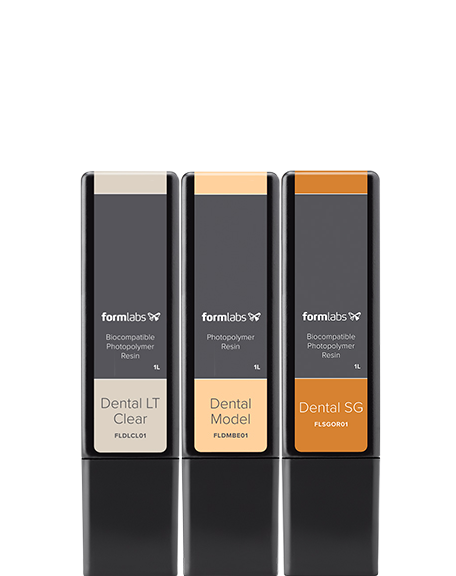 formlabs
Biocompatible
Photopolymer
Resin
1L
Dental LT
Clear
FLDLCL01
formlabs
Photopolymer
Resin
1L
Dental
Model
FLDMBE01
formlabs
Biocompatible
Photopolymer
Resin
1L
Dental SG
FLSGOR01